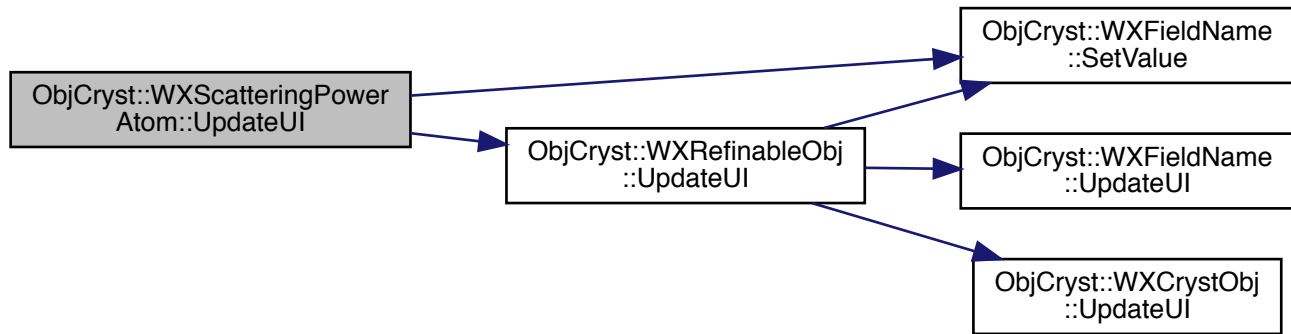 ObjCryst::WXScatteringPower
Atom::UpdateUI
ObjCryst::WXRefinableObj
::UpdateUI
ObjCryst::WXFieldName
::SetValue
ObjCryst::WXFieldName
::UpdateUI
ObjCryst::WXCrystObj
::UpdateUI